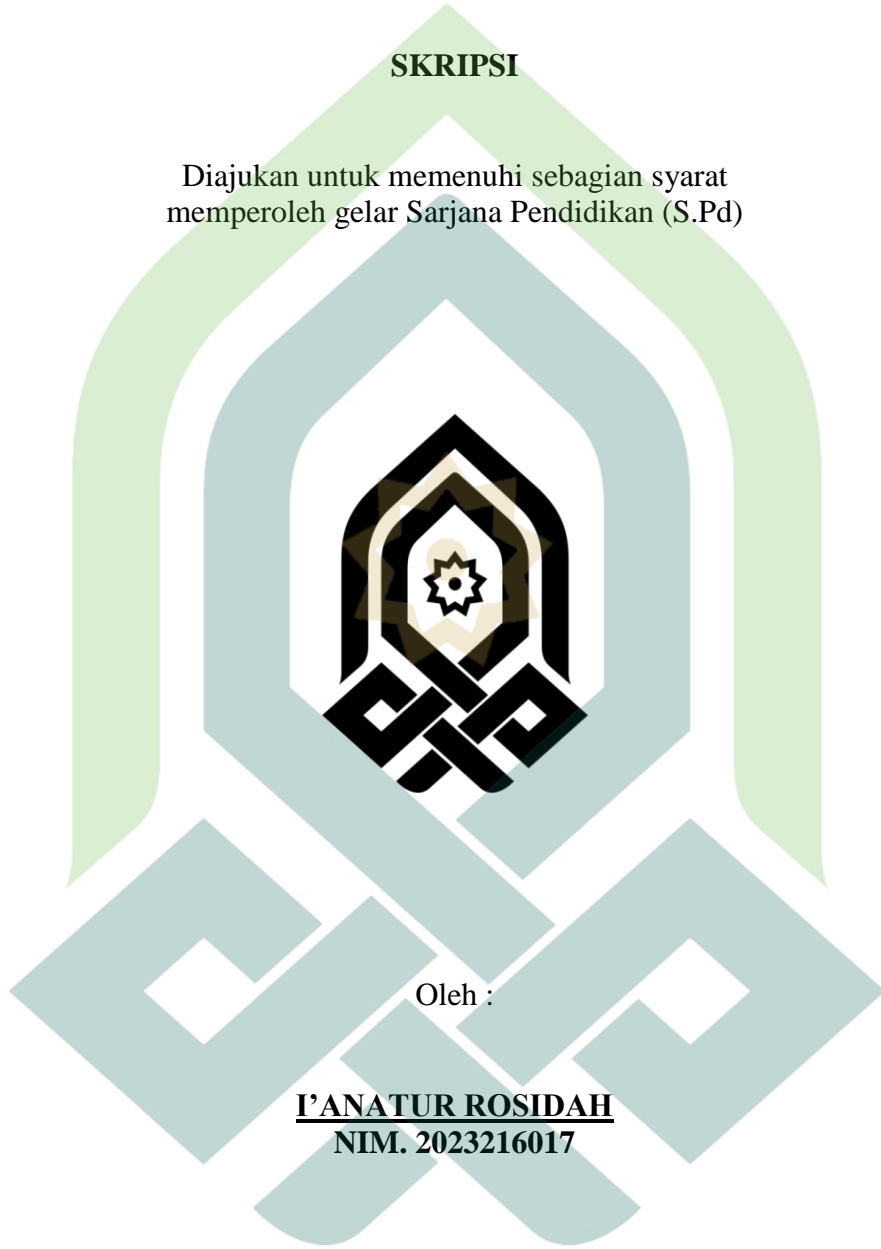 SKRIPSI
Diajukan untuk memenuhi sebagian syarat
memperoleh gelar Sarjana Pendidikan (S.Pd)
Oleh :
I’ANATUR ROSIDAH
NIM. 2023216017